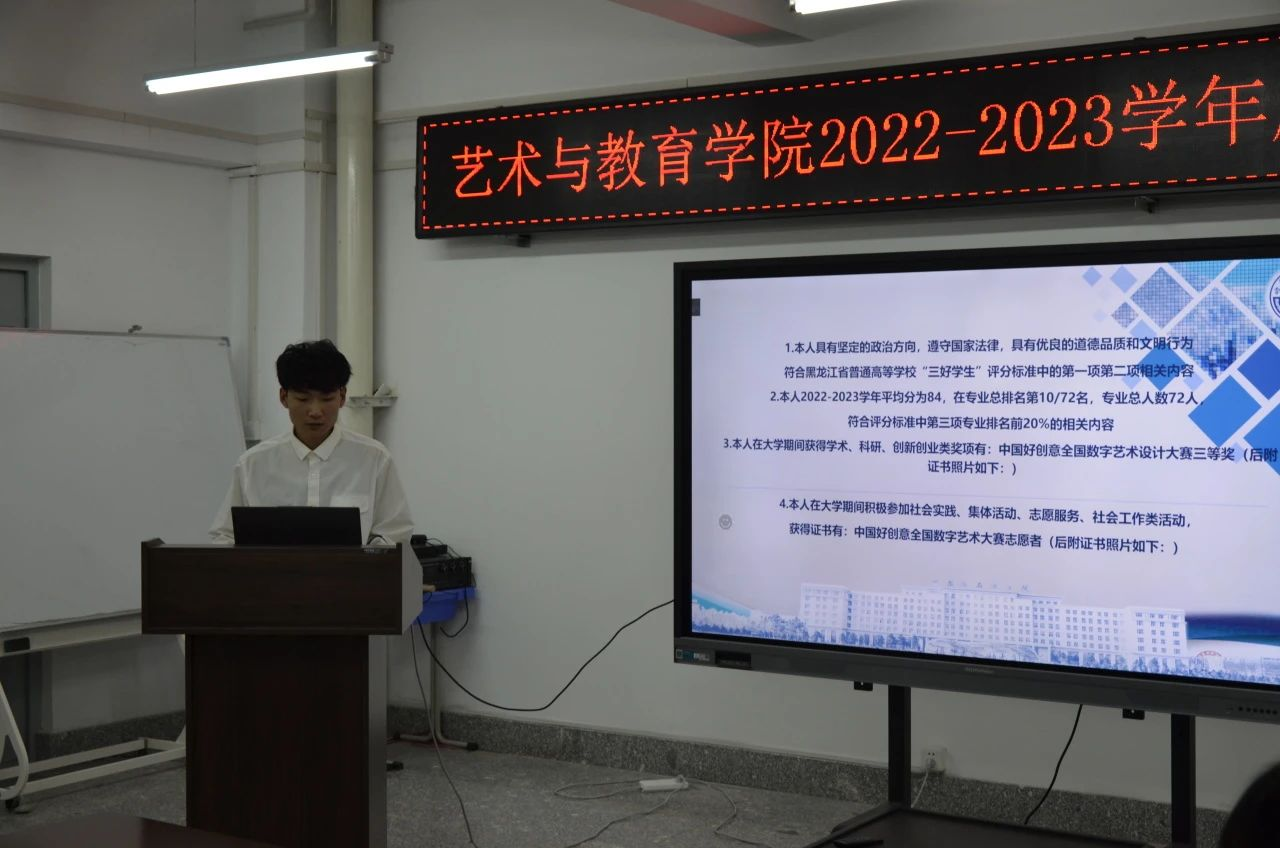 艺术与教育学院2022-2023学年
1.本人具有坚定的政治方向，遵守国家法律，具有优良的道德品质和文明行为
符合黑龙江省普通高等学校“三好学生”评分标准中的第一项第二项相关内容
2.本人2022-2023学年平均分为84，在专业总排名第10/72名，专业总人数72人，
符合评分标准中第三项专业排名前20%的相关内容
3.本人在大学期间获得学术、科研、创新创业类奖项有：中国好创意全国数字艺术设计大赛三等奖（后附
证书照片如下：）
4.本人在大学期间积极参加社会实践、集体活动、志愿服务、社会工作类活动，
获得证书有：中国好创意全国数字艺术大赛志愿者（后附证书照片如下：）